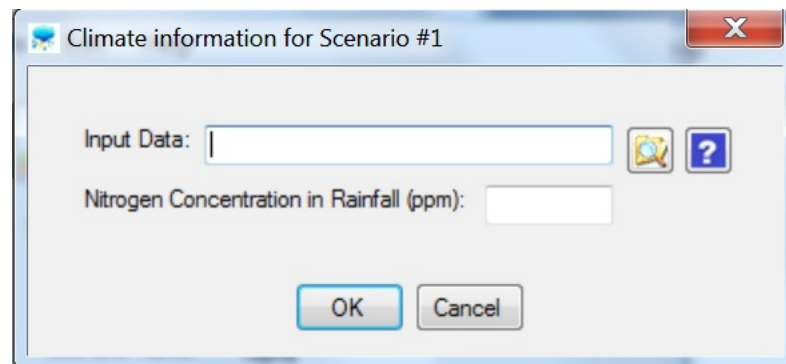 Climate information for Scenario #1
X
Input Data:
?
Nitrogen Concentration in Rainfall (ppm):
OK Cancel